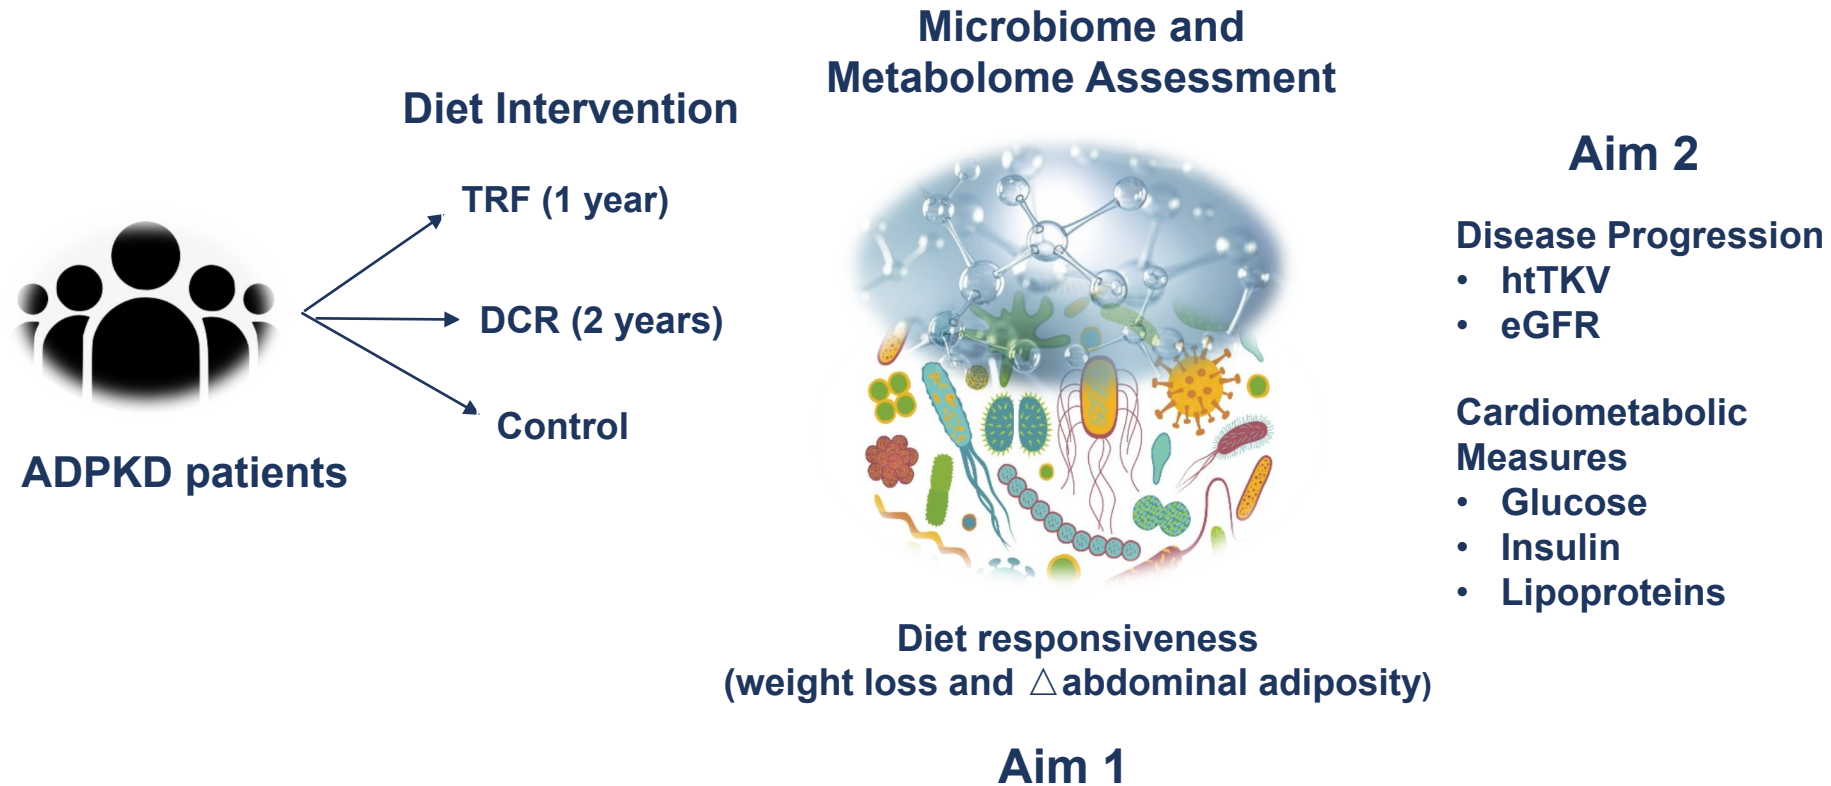 Microbiome and
Metabolome Assessment
Diet Intervention
TRF (1 year)
DCR (2 years)
Control
ADPKD patients
Diet responsiveness
(weight loss and △abdominal adiposity)
Aim 1
Aim 2
Disease Progression
• htTKV
• eGFR
Cardiometabolic
Measures
• Glucose
• Insulin
• Lipoproteins